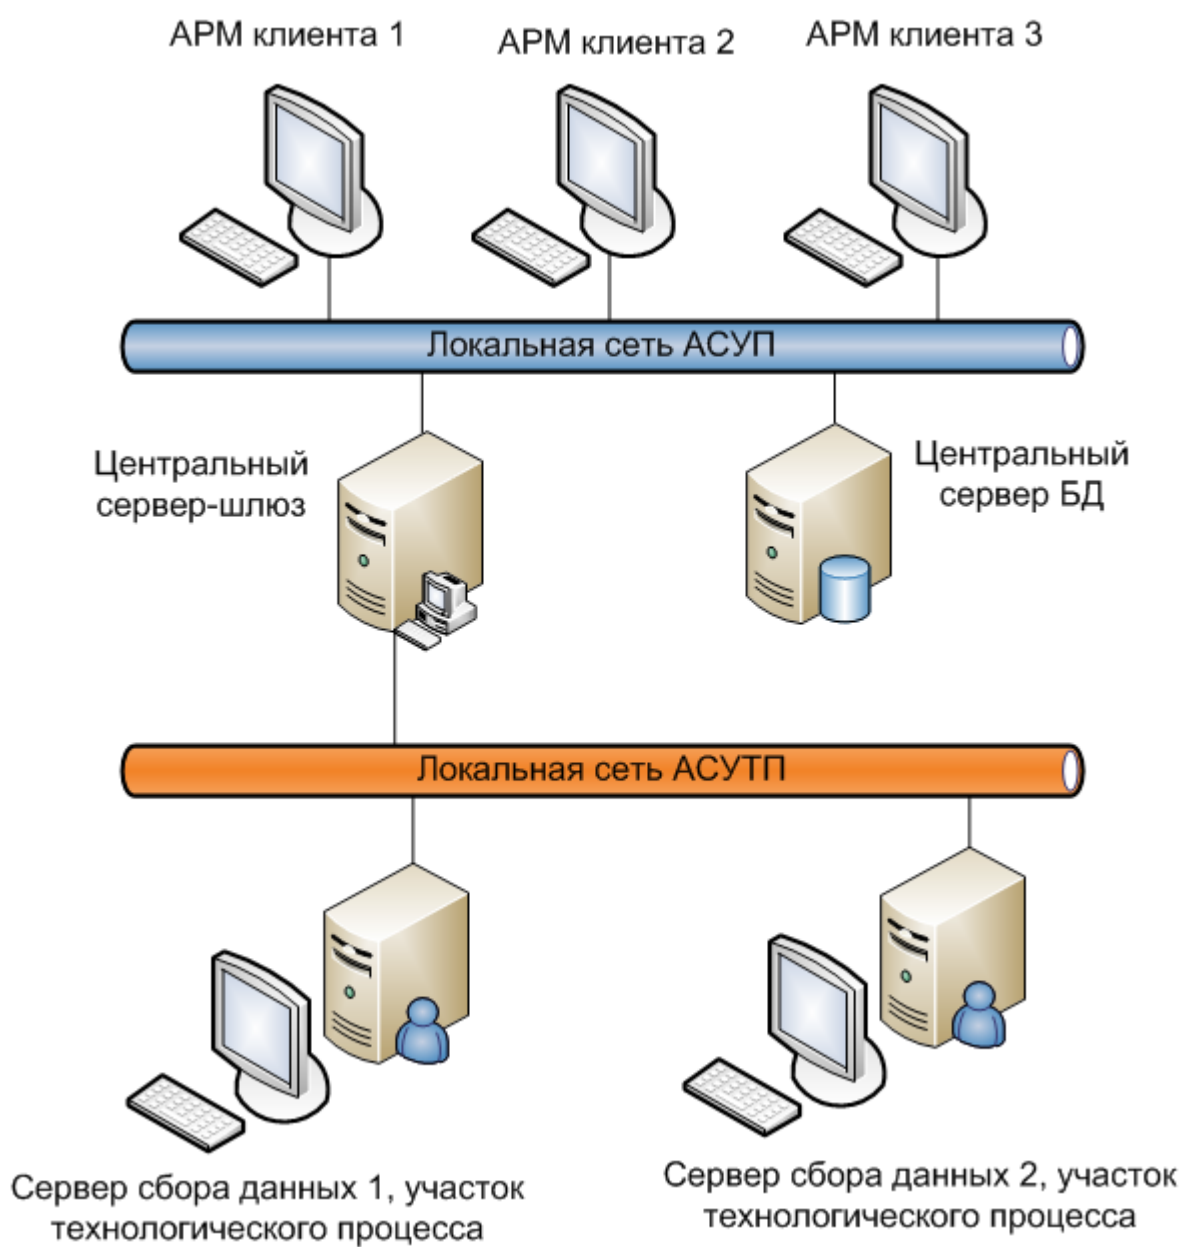 АРМ клиента 1
АРМ клиента 2
АРМ клиента 3
Локальная сеть АСУП
Центральный
сервер-шлюз
Центральный
сервер БД
Локальная сеть АСУТП
Сервер сбора данных 1, участок
технологического процесса
Сервер сбора данных 2, участок
технологического процесса